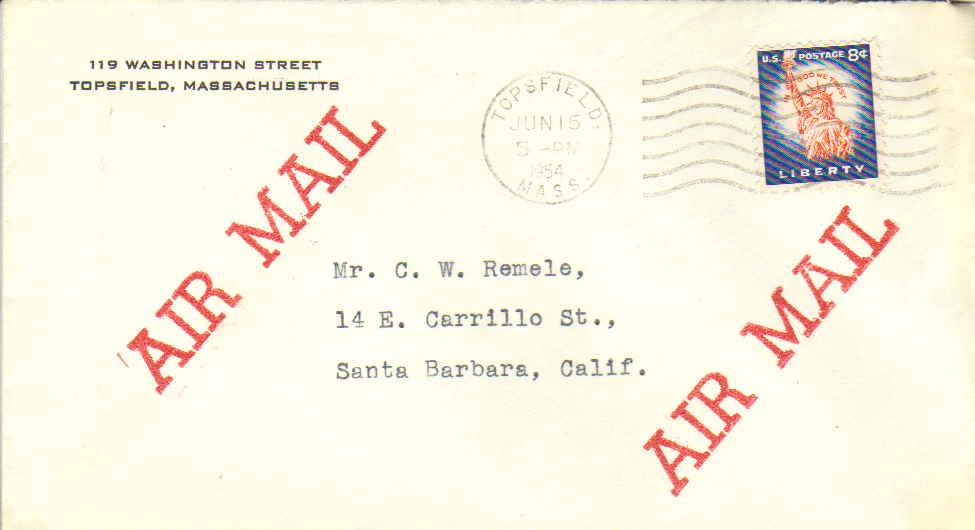 119 WASHINGTON STREET
TOPSFIELD, MASSACHUSETTS
TOPSFIELD,
JUN 15
5 -PM
1954
MASS.
U.S. POSTAGE 8¢
IN GOD WE TRUST
LIBERTY
AIR MAIL
Mr. C. W. Remele,
14 E. Carrillo St.,
Santa Barbara, Calif.
AIR MAIL